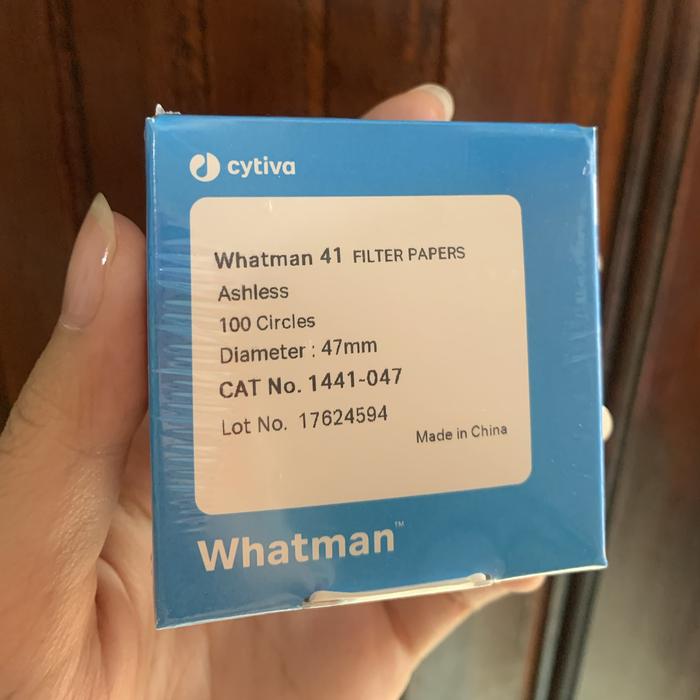 cytiva
Whatman 41 FILTER PAPERS
Ashless
100 Circles
Diameter : 47mm
CAT No. 1441-047
Lot No. 17624594
Made in China
Whatman™